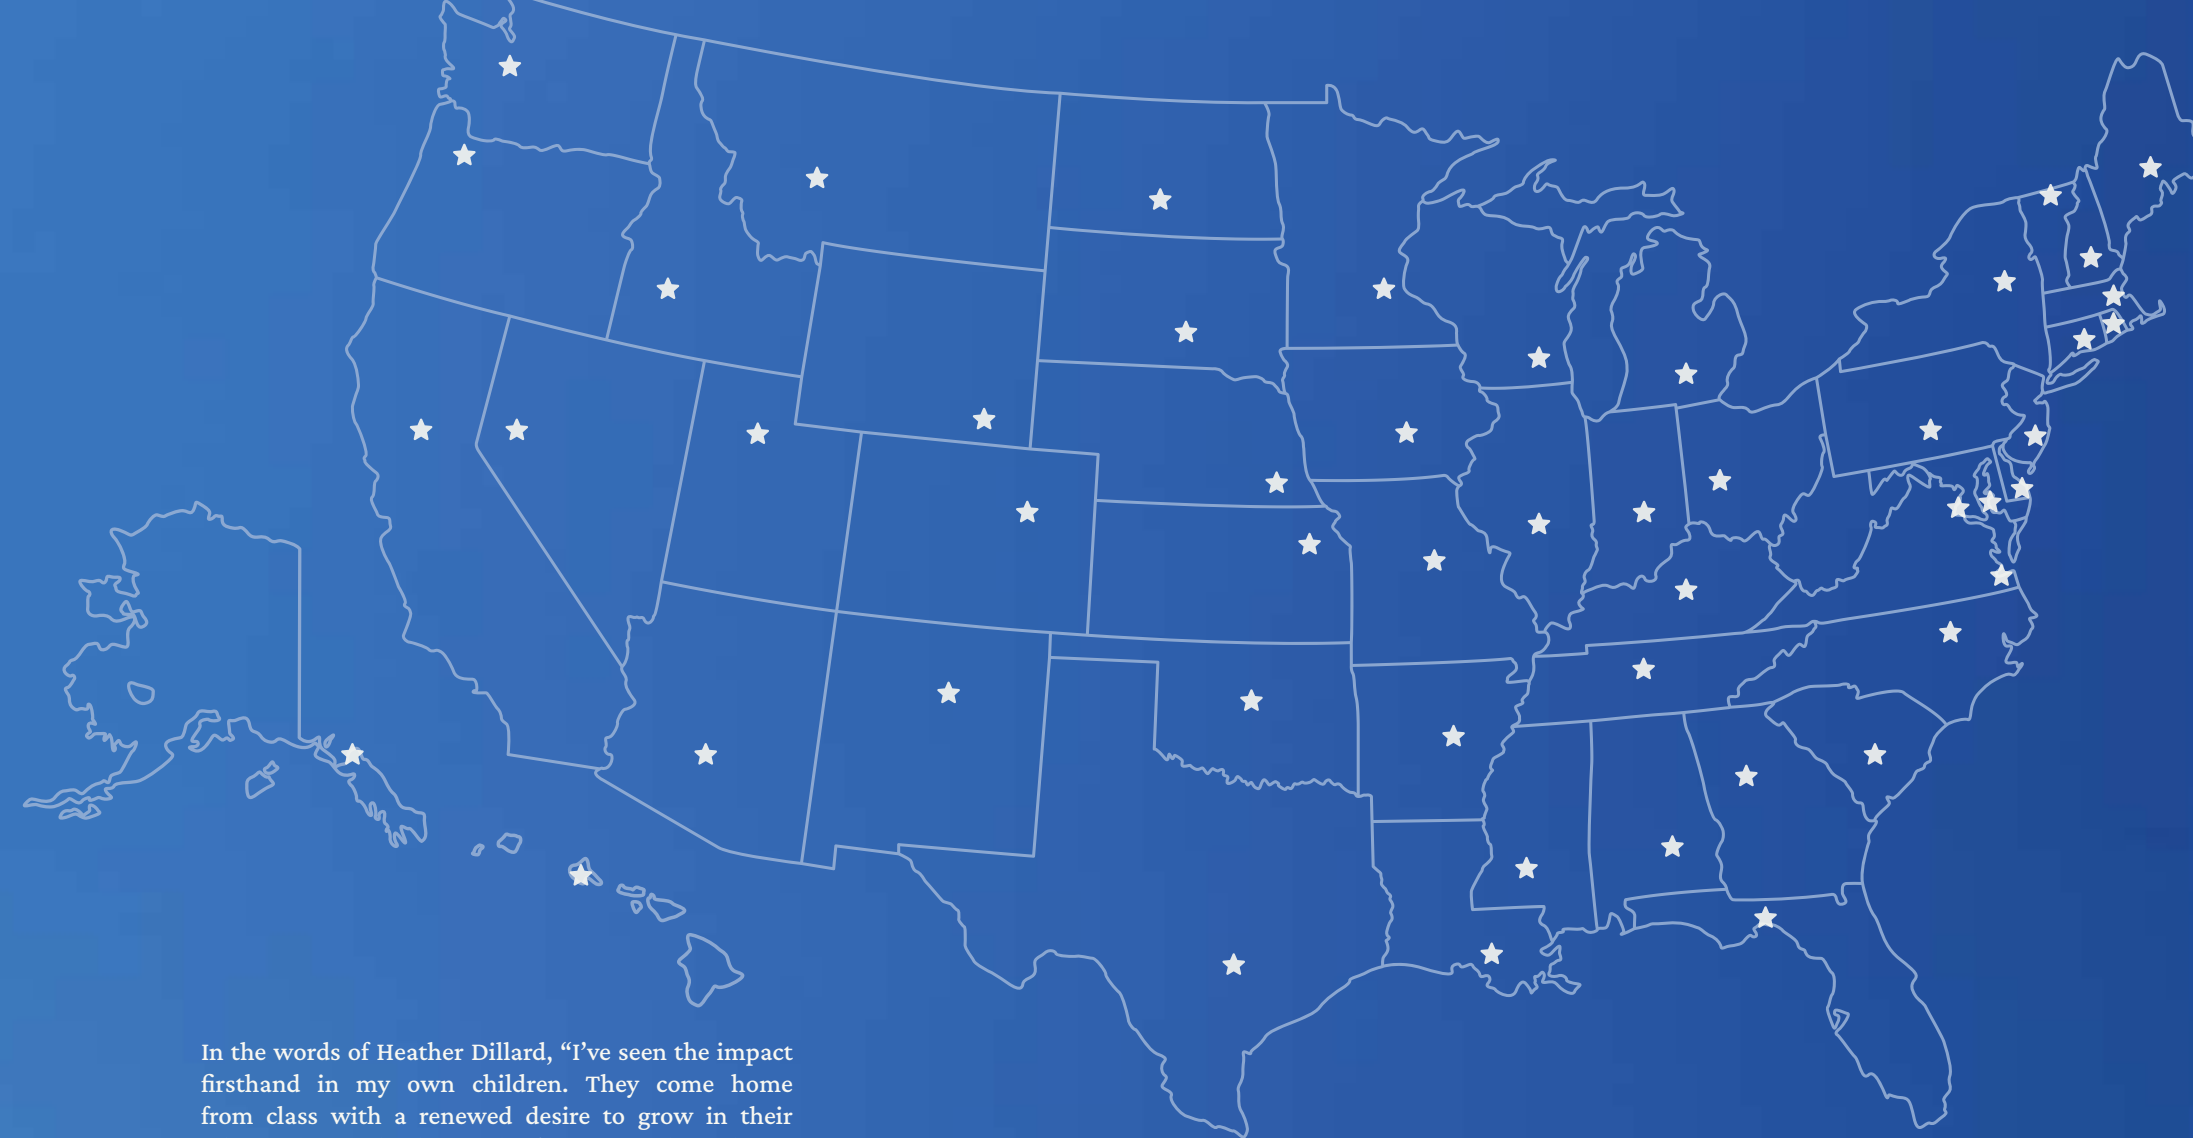 In the words of Heather Dillard, “I’ve seen the impact
firsthand in my own children. They come home
from class with a renewed desire to grow in their